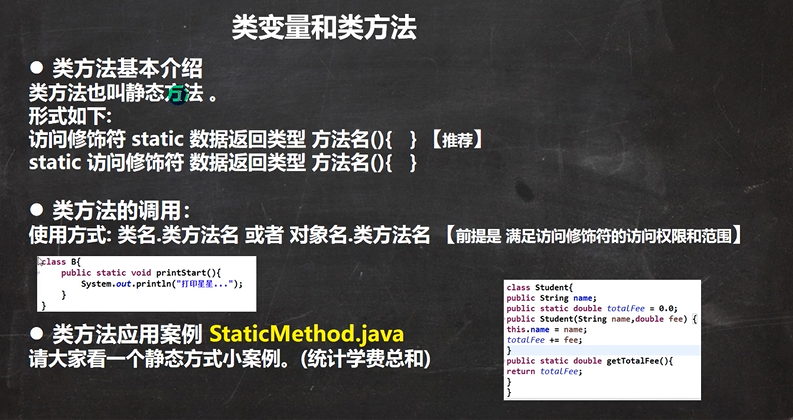 类变量和类方法
● 类方法基本介绍
类方法也叫静态方法 。
形式如下:
访问修饰符 static 数据返回类型 方法名(){ } 【推荐】
static 访问修饰符 数据返回类型 方法名(){ }
● 类方法的调用:
使用方式: 类名.类方法名 或者 对象名.类方法名 【前提是 满足访问修饰符的访问权限和范围】
class B{
public static void printStart(){
System.out.println("打印星星...");
}
}
● 类方法应用案例 StaticMethod.java
请大家看一个静态方式小案例。(统计学费总和)
class Student{
public String name;
public static double totalFee = 0.0;
public Student(String name,double fee) {
this.name = name;
totalFee += fee;
}
public static double getTotalFee(){
return totalFee;
}
}